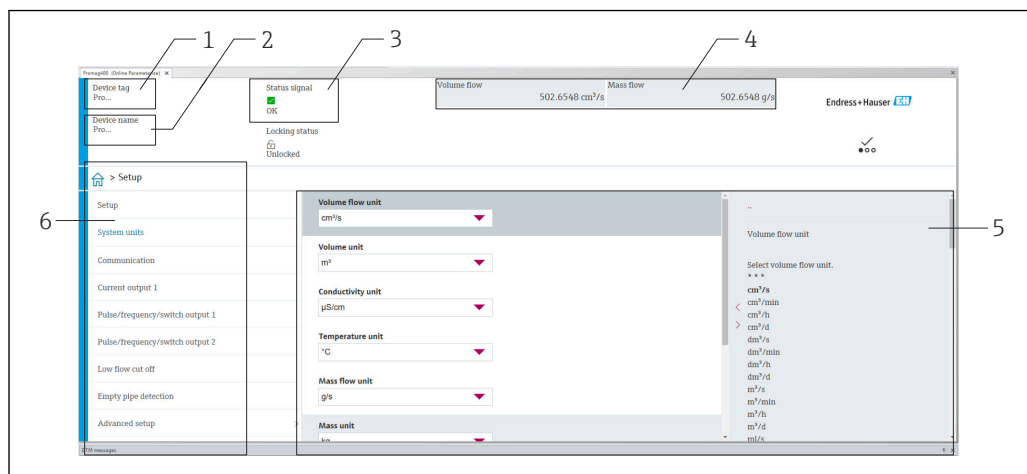 1
2
3
4
Promag400 (Online Parameterize) X
Device tag
Pro...
Device name
Pro...
Status signal
OK
Locking status
Unlocked
Volume flow
502.6548 cm³/s
Mass flow
502.6548 g/s
Endress+Hauser EH
> Setup
6
Setup
System units
Communication
Current output 1
Pulse/frequency/switch output 1
Pulse/frequency/switch output 2
Low flow cut off
Empty pipe detection
Advanced setup >
Volume flow unit
cm³/s
Volume unit
m³
Conductivity unit
µS/cm
Temperature unit
°C
Mass flow unit
g/s
Mass unit
kg
5
..
Volume flow unit
Select volume flow unit.
* * *
cm³/s
cm³/min
cm³/h
cm³/d
dm³/s
dm³/min
dm³/h
dm³/d
m³/s
m³/min
m³/h
m³/d
ml/s
DTM messages